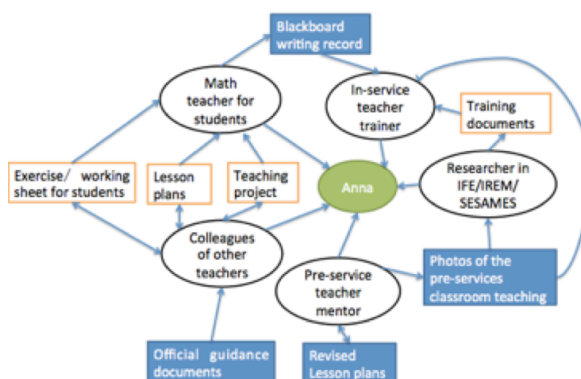 Blackboard
writing record
Math
teacher for
students
In-service
teacher
trainer
Training
documents
Exercise/ working
sheet for students
Lesson
plans
Teaching
project
Anna
Researcher in
IFE/IREM/
SESAMES
Colleagues
of other
teachers
Pre-service
teacher
mentor
Photos of the
pre-services
classroom teaching
Official guidance
documents
Revised
Lesson plans